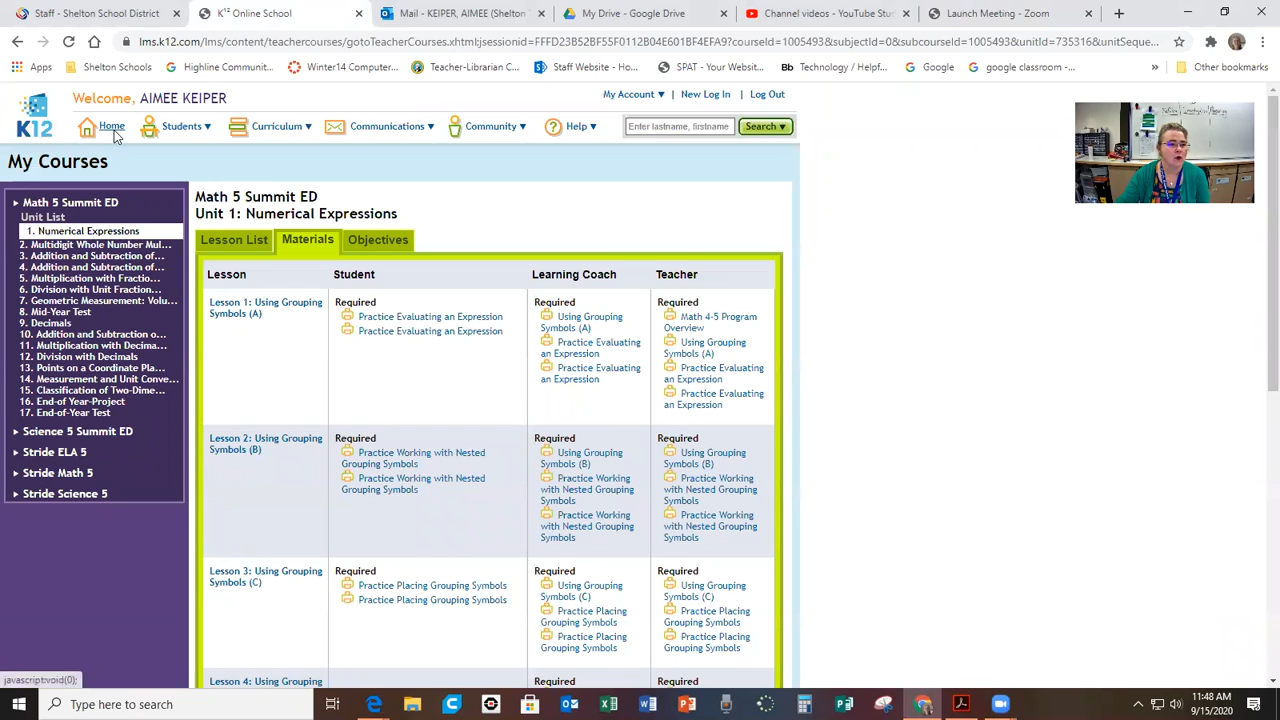 Staff - Shelton School District
K¹² Online School
Mail - KEIPER, AIMEE (Shelton
My Drive - Google Drive
Channel videos - YouTube Stu
Launch Meeting - Zoom
lms.k12.com/lms/content/teachercourses/gotoTeacherCourses.xhtml;jsessionid=FFFD23B52BF55F0112B04E601BF4EFA9?courseId=1005493&subjectId=0&subcourseId=1005493&unitId=735316&unitSeque...
Apps
Shelton Schools
Highline Communit...
Winter14 Computer...
Teacher-Librarian C...
Staff Website - Ho...
SPAT - Your Websit...
Bb Technology / Helpf...
Google
google classroom -...
»
Other bookmarks
K12
Welcome, AIMEE KEIPER
My Account | New Log In | Log Out
Home
Students
Curriculum
Communications
Community
Help
Enter lastname, firstname
Search
My Courses
Math 5 Summit ED
Unit List
1. Numerical Expressions
2. Multidigit Whole Number Mul...
3. Addition and Subtraction of...
4. Addition and Subtraction of...
5. Multiplication with Fractio...
6. Division with Unit Fraction...
7. Geometric Measurement: Volu...
8. Mid-Year Test
9. Decimals
10. Addition and Subtraction o...
11. Multiplication with Decima...
12. Division with Decimals
13. Points on a Coordinate Pla...
14. Measurement and Unit Conve...
15. Classification of Two-Dime...
16. End of Year-Project
17. End-of-Year Test
Science 5 Summit ED
Stride ELA 5
Stride Math 5
Stride Science 5
Math 5 Summit ED
Unit 1: Numerical Expressions
Lesson List
Materials
Objectives
Lesson
Student
Learning Coach
Teacher
Lesson 1: Using Grouping
Symbols (A)
Required
Practice Evaluating an Expression
Practice Evaluating an Expression
Required
Using Grouping
Symbols (A)
Practice Evaluating
an Expression
Practice Evaluating
an Expression
Required
Math 4-5 Program
Overview
Using Grouping
Symbols (A)
Practice Evaluating
an Expression
Practice Evaluating
an Expression
Lesson 2: Using Grouping
Symbols (B)
Required
Practice Working with Nested
Grouping Symbols
Practice Working with Nested
Grouping Symbols
Required
Using Grouping
Symbols (B)
Practice Working
with Nested Grouping
Symbols
Practice Working
with Nested Grouping
Symbols
Required
Using Grouping
Symbols (B)
Practice Working
with Nested Grouping
Symbols
Practice Working
with Nested Grouping
Symbols
Lesson 3: Using Grouping
Symbols (C)
Required
Practice Placing Grouping Symbols
Practice Placing Grouping Symbols
Required
Using Grouping
Symbols (C)
Practice Placing
Grouping Symbols
Practice Placing
Grouping Symbols
Required
Using Grouping
Symbols (C)
Practice Placing
Grouping Symbols
Practice Placing
Grouping Symbols
Lesson 4: Using Grouping
Required
Required
Required
javascript:void(0);
Type here to search
11:48 AM
9/15/2020